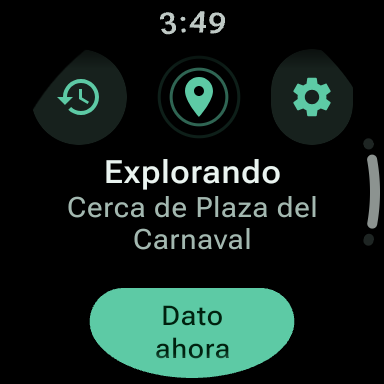 3:49
Explorando
Cerca de Plaza del
Carnaval
Dato
ahora